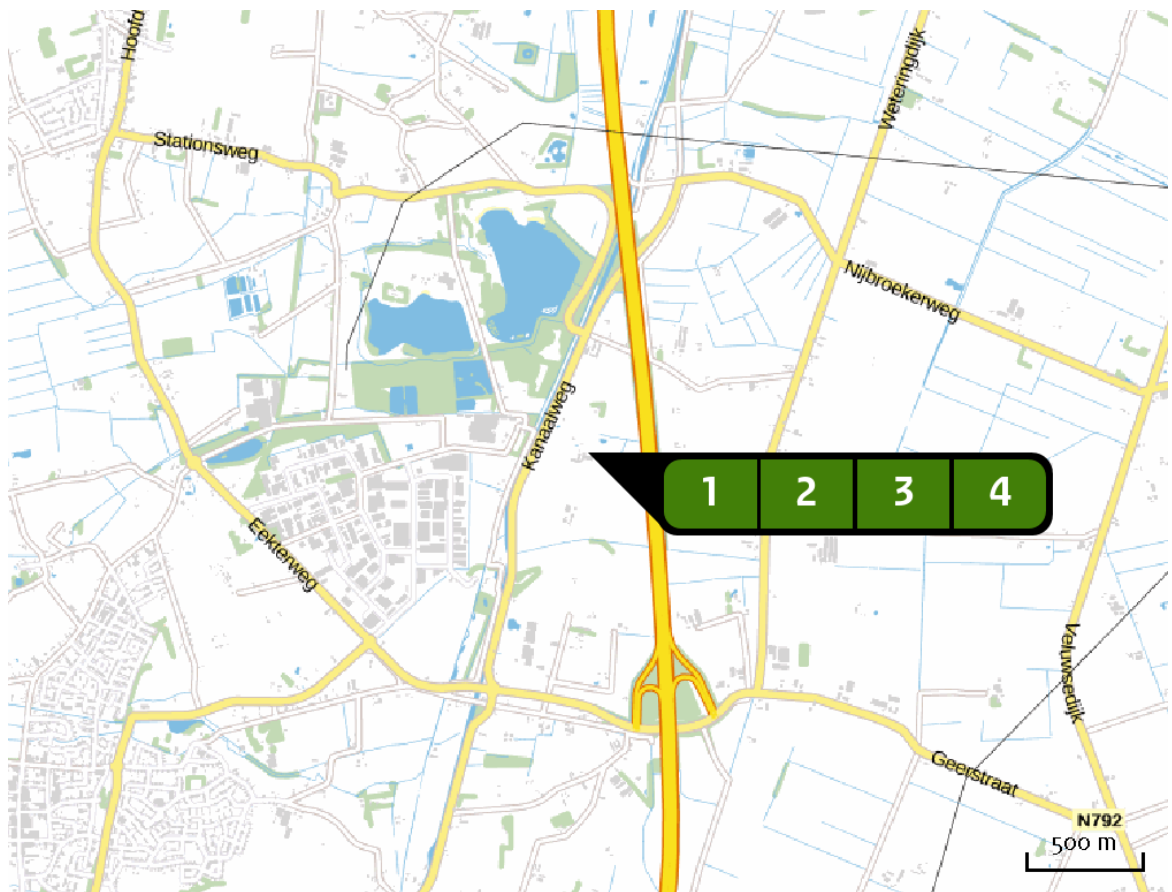 Hoofd
Weteringdijk
Stationsweg
Nijbroekerweg
Kanaalweg
1 2 3 4
Eekterweg
Veluwsedijk
Geerstraat
N792
500 m